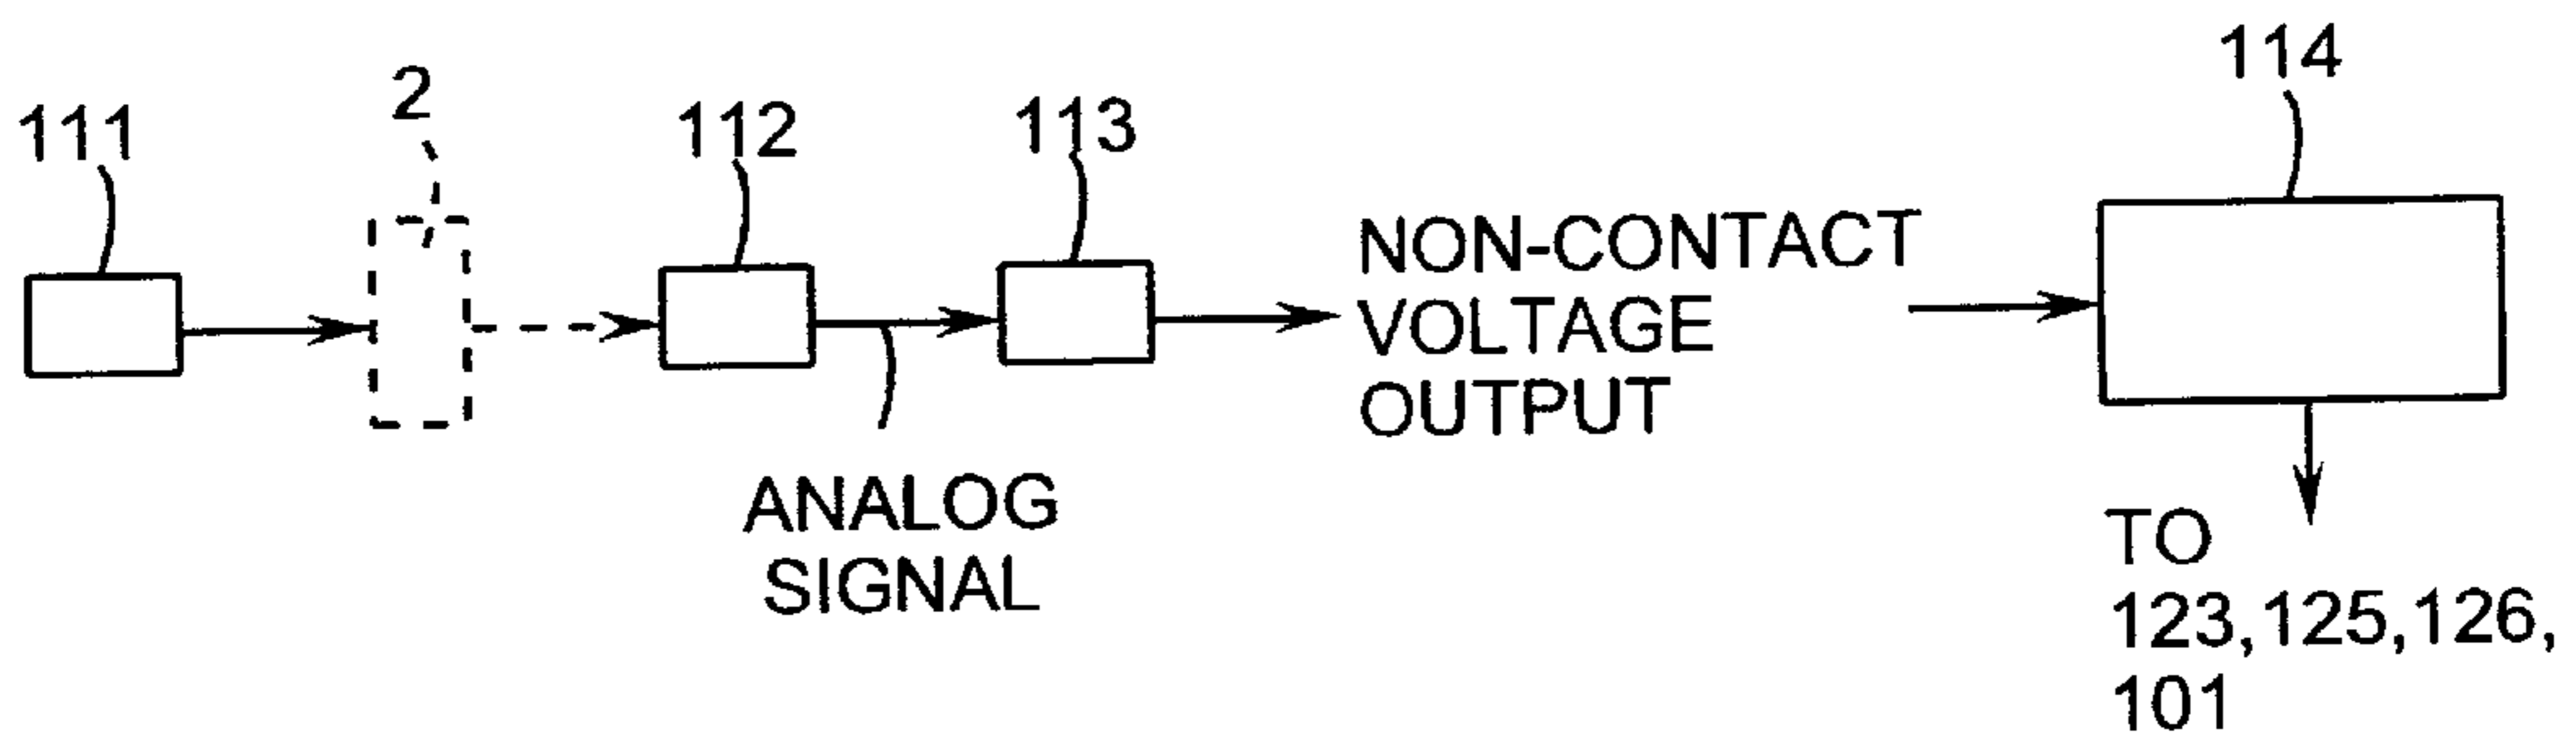 111
2
112
113
114
NON-CONTACT
VOLTAGE
OUTPUT
ANALOG
SIGNAL
TO
123,125,126,
101